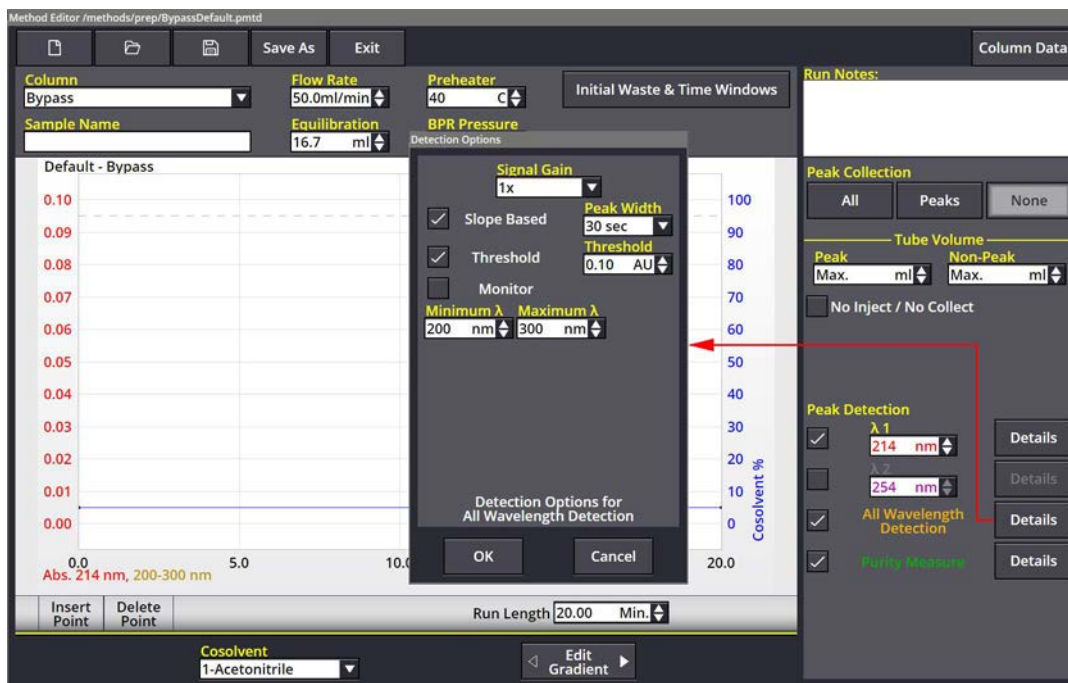 Method Editor /methods/prep/BypassDefault.pmtd
Save As Exit Column Data
Column Flow Rate Preheater
Bypass 50.0ml/min 40 C Initial Waste & Time Windows
Sample Name Equilibration BPR Pressure
16.7 ml
Run Notes:
Default - Bypass
0.10
0.09
0.08
0.07
0.06
0.05
0.04
0.03
0.02
0.01
0.00
100
90
80
70
60
50
40
30
20
10
0
Cosolvent %
0.0 5.0 10.0 20.0
Abs. 214 nm, 200-300 nm
Detection Options
Signal Gain
1x
Slope Based
Peak Width
30 sec
Threshold
Threshold
0.10 AU
Monitor
Minimum λ Maximum λ
200 nm 300 nm
Detection Options for
All Wavelength Detection
OK Cancel
Peak Collection
All Peaks None
Tube Volume
Peak Non-Peak
Max. ml Max. ml
No Inject / No Collect
Peak Detection
λ 1
214 nm Details
λ 2
254 nm Details
All Wavelength
Detection
Details
Purity Measure Details
Insert
Point
Delete
Point
Run Length 20.00 Min.
Cosolvent
1-Acetonitrile
Edit
Gradient